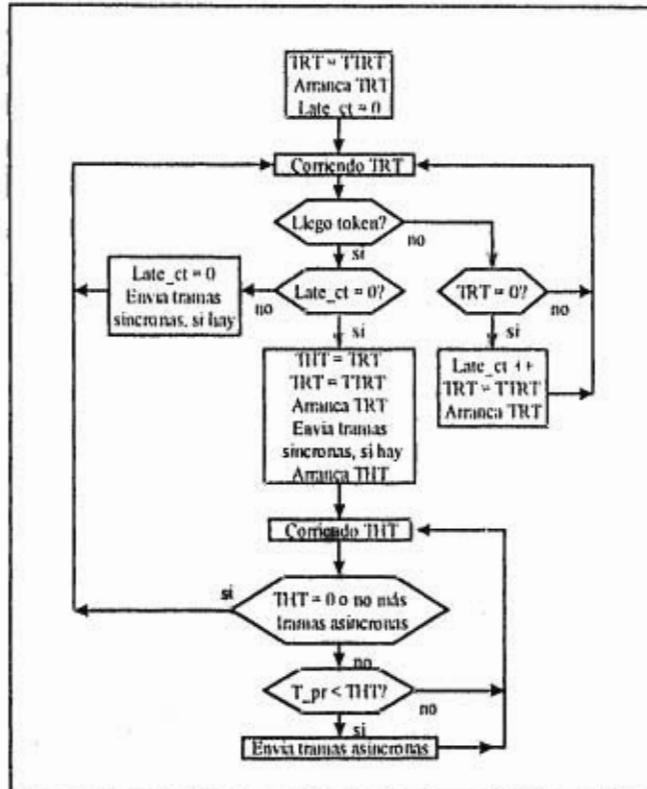 TRT = TTRT
Arranca TRT
Late_ct = 0
Corriendo TRT
Llego token?
no
si
Late_ct = 0
Envia tramas
sincronas, si hay
no
Late_ct = 0?
TRT = 0?
no
si
si
THT = TRT
TRT = TTRT
Arranca TRT
Envia tramas
sincronas, si hay
Arranca THT
Late_ct ++
TRT = TTRT
Arranca TRT
Corriendo THT
si
THT = 0 o no más
tramas asincronas
no
T_pr < THT?
no
si
Envia tramas asincronas